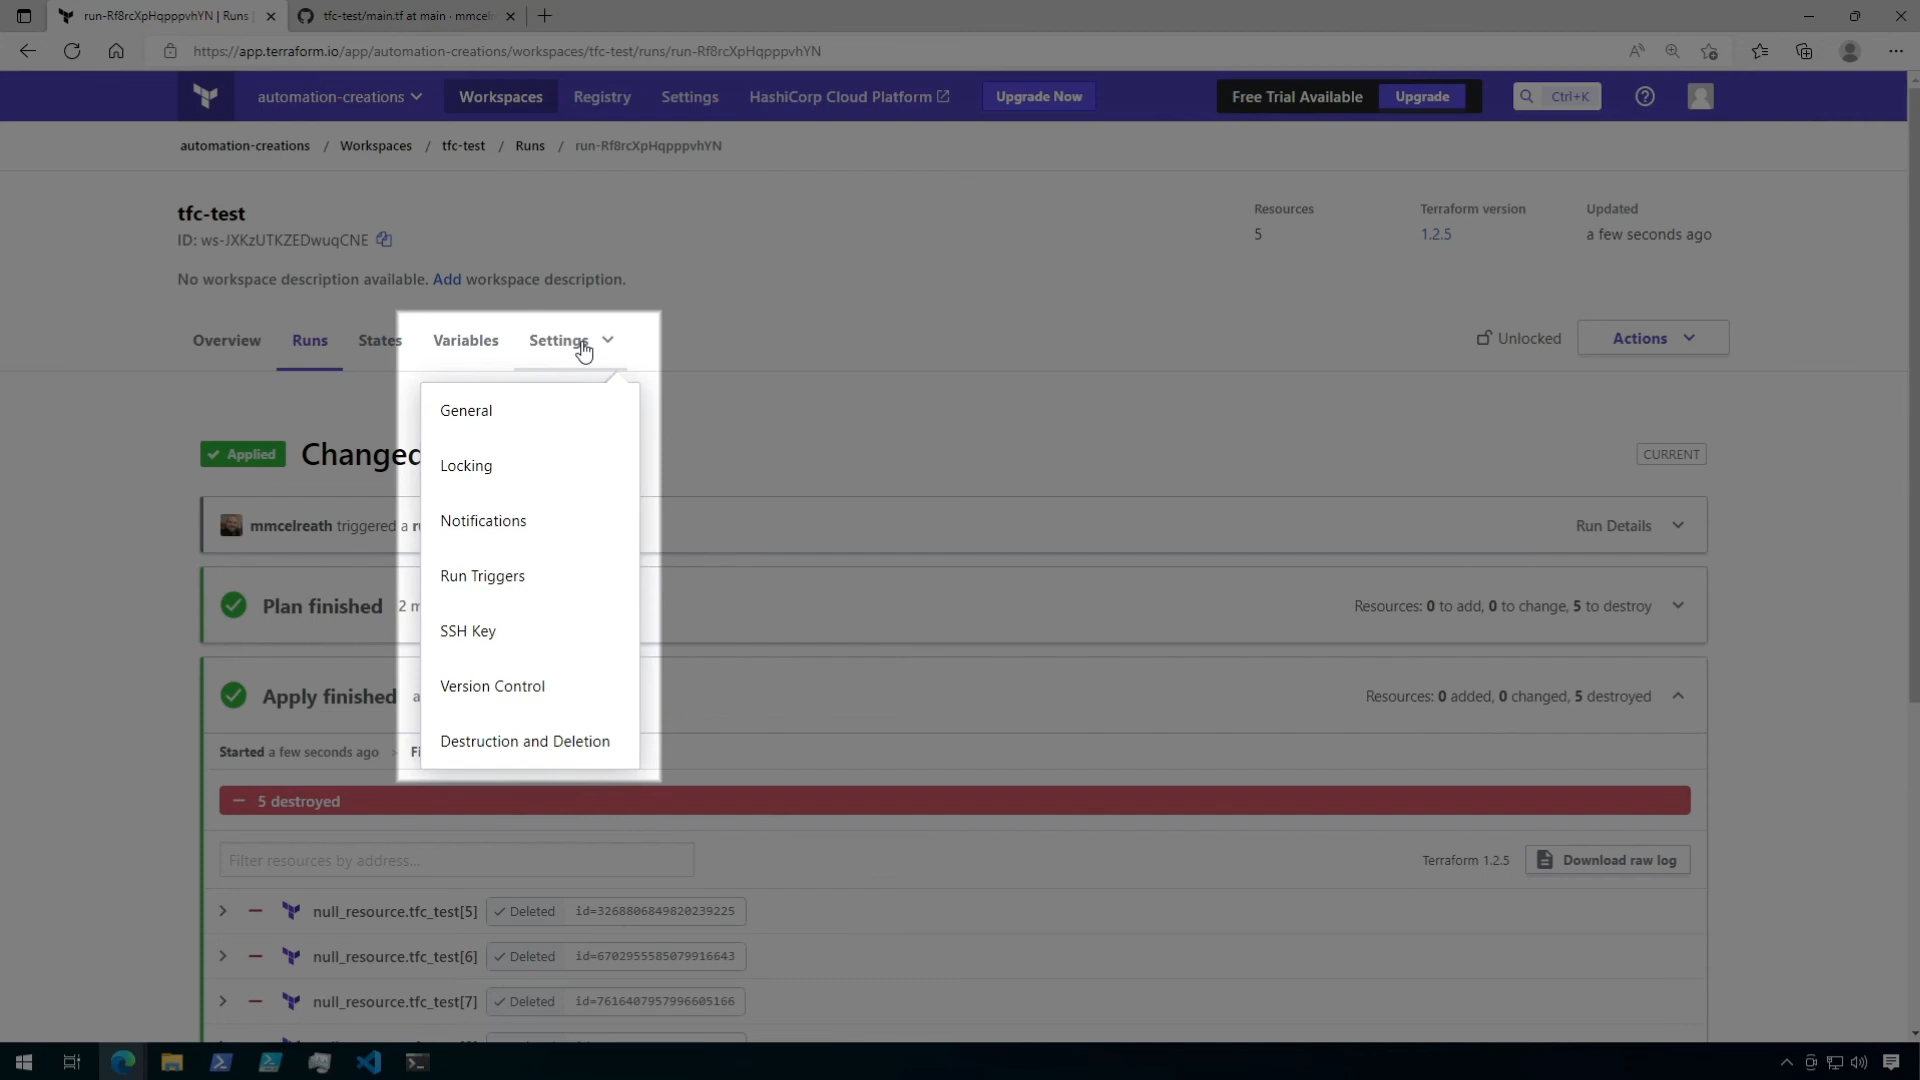 run-Rf8rcXpHqpppvhYN | Runs
tfc-test/main.tf at main · mmcelr
https://app.terraform.io/app/automation-creations/workspaces/tfc-test/runs/run-Rf8rcXpHqpppvhYN
automation-creations
Workspaces
Registry
Settings
HashiCorp Cloud Platform
Upgrade Now
Free Trial Available
Upgrade
Ctrl+K
automation-creations / Workspaces / tfc-test / Runs / run-Rf8rcXpHqpppvhYN
tfc-test
ID: ws-JXKzUTKZEDwuqCNE
No workspace description available. Add workspace description.
Resources
5
Terraform version
1.2.5
Updated
a few seconds ago
Overview
Runs
States
Variables
Settings
Unlocked
Actions
General
Locking
Notifications
Run Triggers
SSH Key
Version Control
Destruction and Deletion
Applied
Changed
CURRENT
mmcelreath triggered a
Run Details
Plan finished 2
Resources: 0 to add, 0 to change, 5 to destroy
Apply finished a
Resources: 0 added, 0 changed, 5 destroyed
Started a few seconds ago > Fi
5 destroyed
Filter resources by address...
Terraform 1.2.5
Download raw log
null_resource.tfc_test[5] Deleted id=3268806849820239225
null_resource.tfc_test[6] Deleted id=6702955585079916643
null_resource.tfc_test[7] Deleted id=7616407957996605166